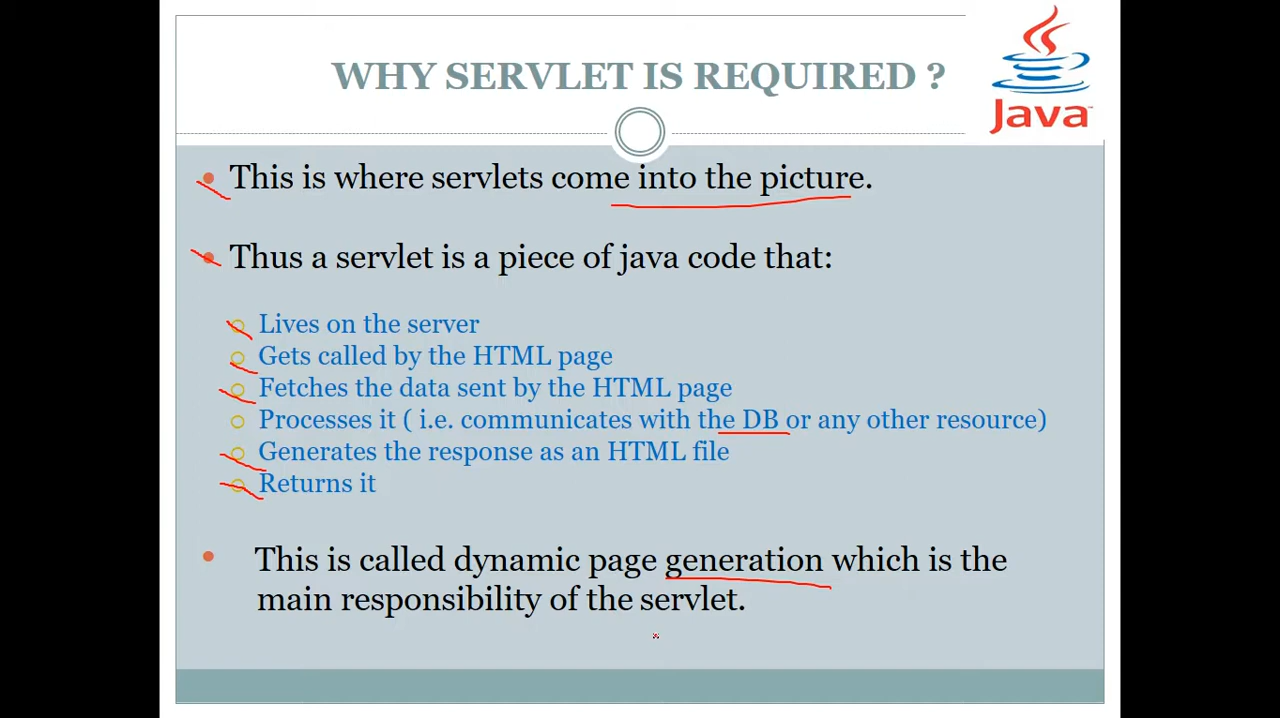 WHY SERVLET IS REQUIRED ?
Java™
This is where servlets come into the picture.
Thus a servlet is a piece of java code that:
Lives on the server
Gets called by the HTML page
Fetches the data sent by the HTML page
Processes it ( i.e. communicates with the DB or any other resource)
Generates the response as an HTML file
Returns it
This is called dynamic page generation which is the
main responsibility of the servlet.